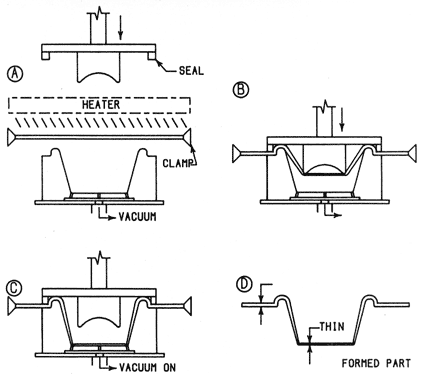 SEAL
A
HEATER
B
CLAMP
VACUUM
C
D
THIN
VACUUM ON
FORMED PART